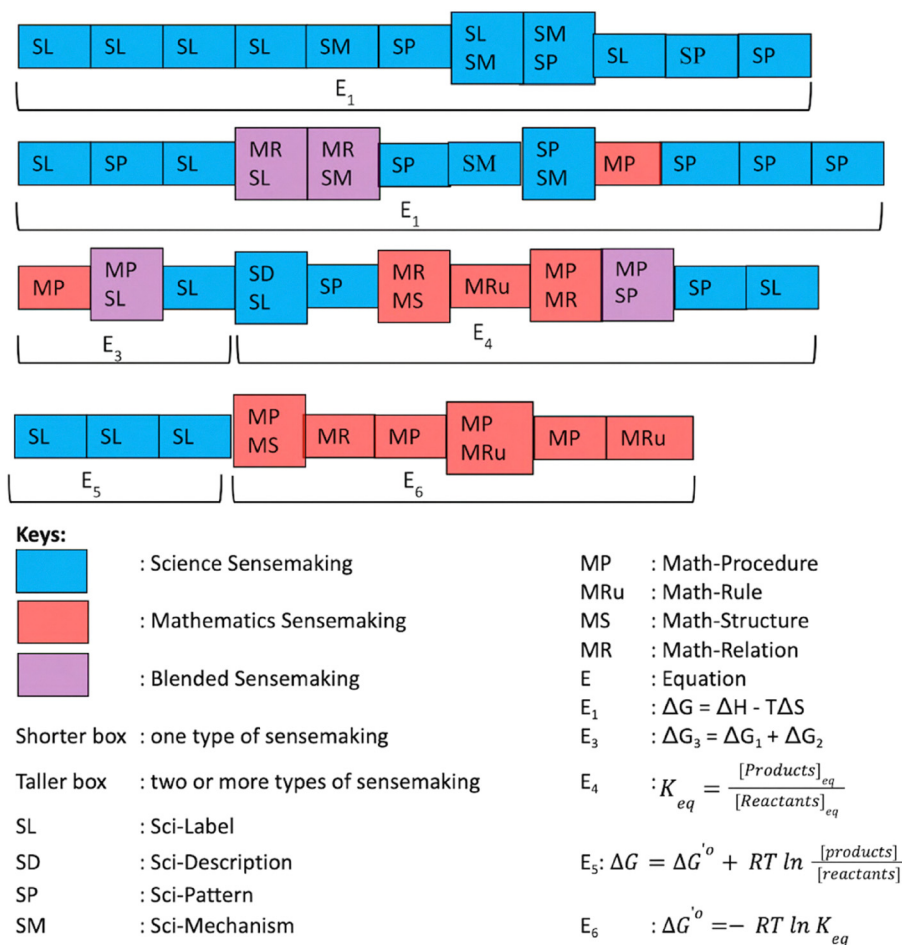 SL SL SL SL SM SP SL SM SP SL SP SP
SM SP
E1
SL SP SL MR MR SP SM SP MP SP SP SP
SL SM SM
E1
MP MP SL SD SP MR MRu MP MP SP SL
SL SL MS MR SP
E3 E4
SL SL SL MP MR MP MP MP MRu
MS MRu
E5 E6
Keys:
: Science Sensemaking
: Mathematics Sensemaking
: Blended Sensemaking
Shorter box : one type of sensemaking
Taller box : two or more types of sensemaking
SL : Sci-Label
SD : Sci-Description
SP : Sci-Pattern
SM : Sci-Mechanism
MP : Math-Procedure
MRu : Math-Rule
MS : Math-Structure
MR : Math-Relation
E : Equation
E1 : ΔG = ΔH - TΔS
E3 : ΔG3 = ΔG1 + ΔG2
E4 : Keq = [Products]eq / [Reactants]eq
E5: ΔG = ΔG'o + RT ln [products] / [reactants]
E6 : ΔG'o = − RT ln Keq